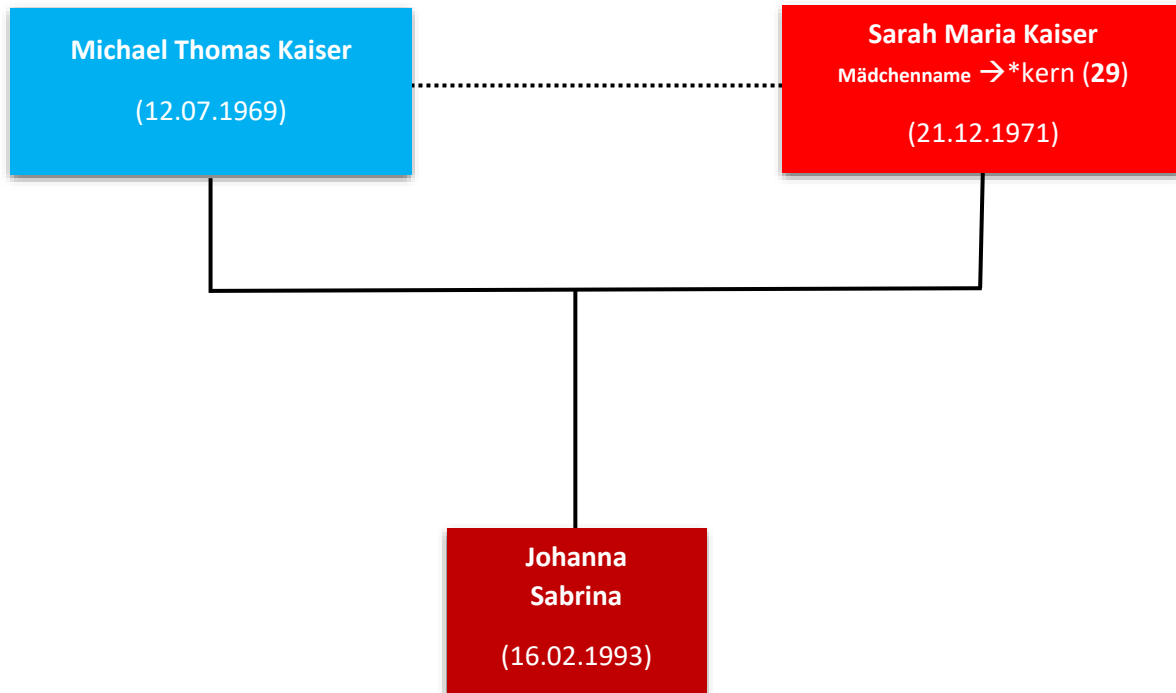 Michael Thomas Kaiser
(12.07.1969)
Sarah Maria Kaiser
Mädchenname →*kern (29)
(21.12.1971)
Johanna
Sabrina
(16.02.1993)